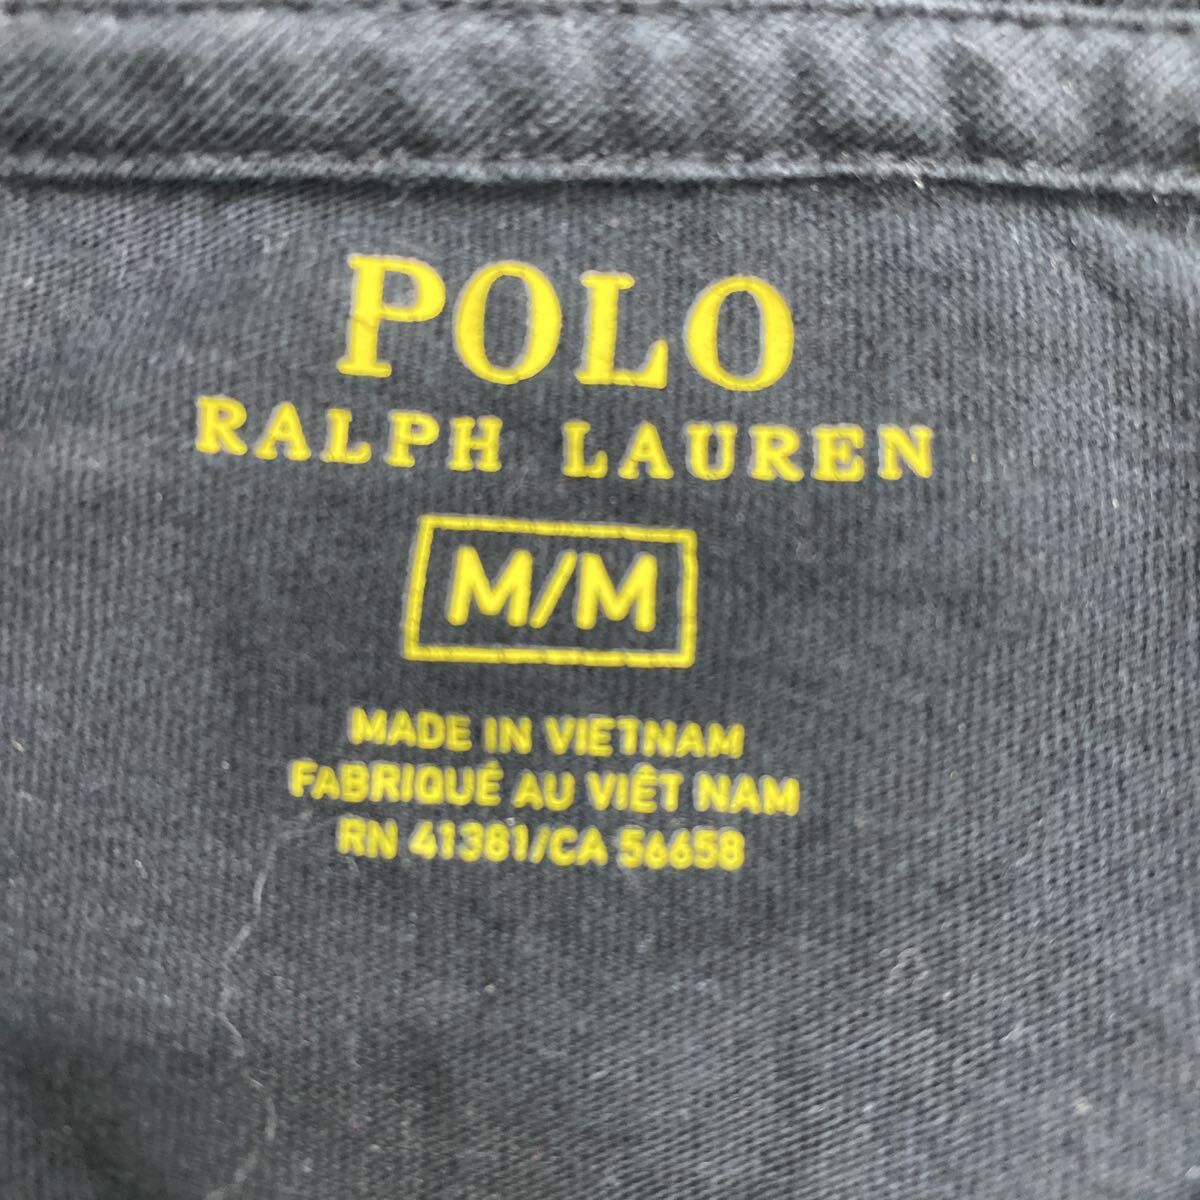 POLO
RALPH LAUREN
M/M
MADE IN VIETNAM
FABRIQUÉ AU VIÊT NAM
RN 41381/CA 56658